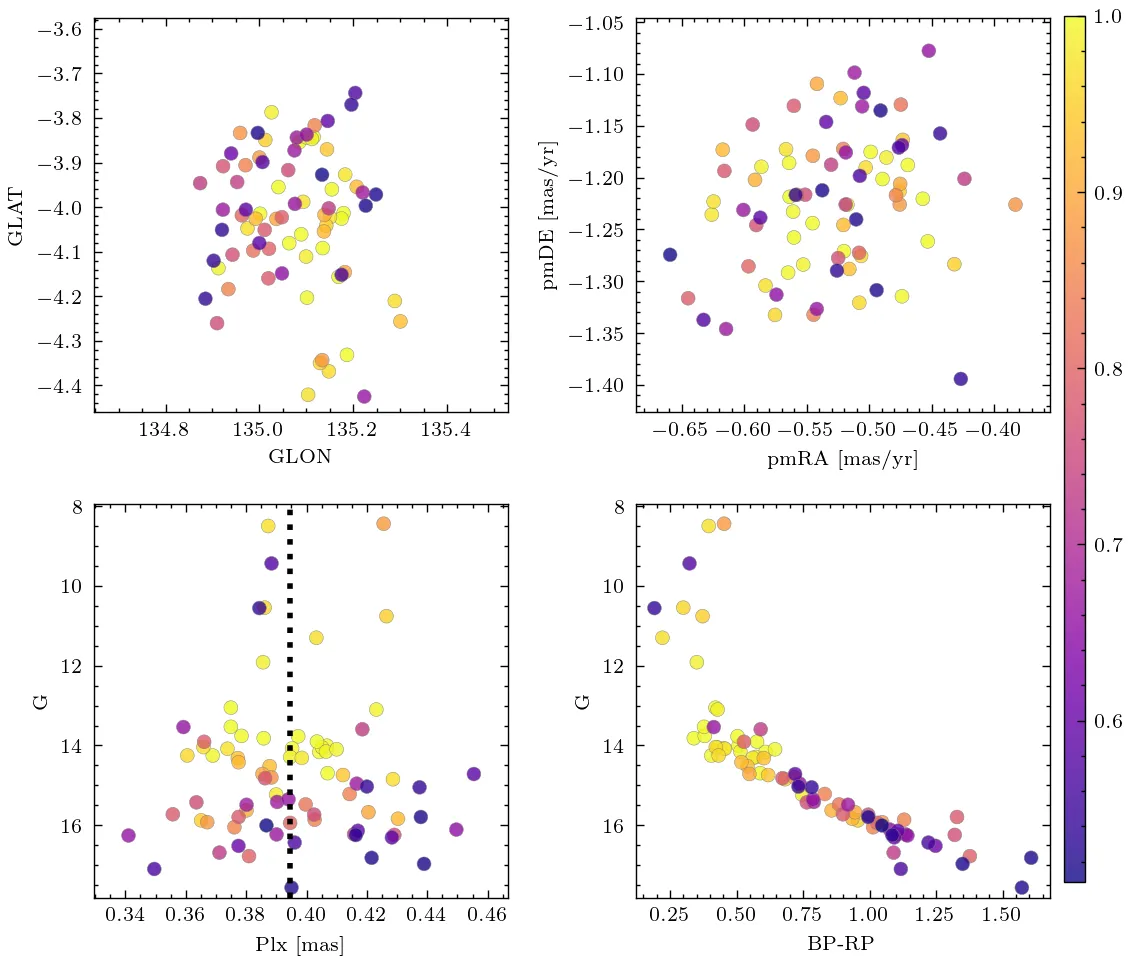 −3.6
−3.7
−3.8
−3.9
−4.0
−4.1
−4.2
−4.3
−4.4
GLAT
134.8 135.0 135.2 135.4
GLON
−1.05
−1.10
−1.15
−1.20
−1.25
−1.30
−1.35
−1.40
pmDE [mas/yr]
−0.65 −0.60 −0.55 −0.50 −0.45 −0.40
pmRA [mas/yr]
1.0
0.9
0.8
0.7
0.6
8
10
12
14
16
G
0.34 0.36 0.38 0.40 0.42 0.44 0.46
Plx [mas]
8
10
12
14
16
G
0.25 0.50 0.75 1.00 1.25 1.50
BP-RP